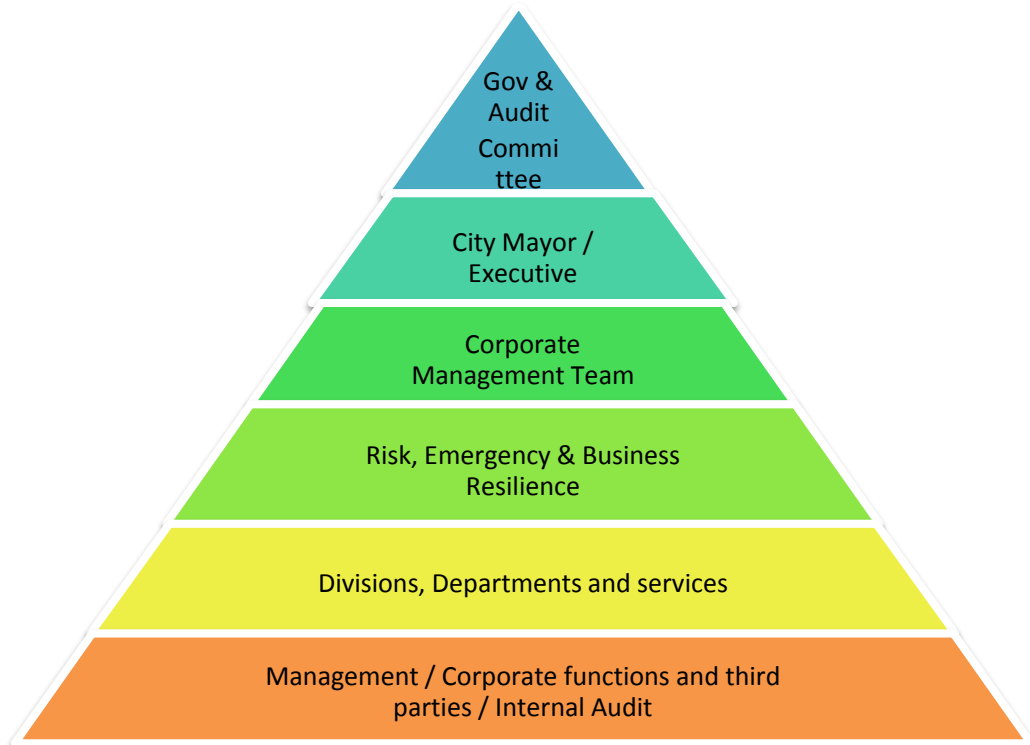 Gov &
Audit
Commi
ttee
City Mayor /
Executive
Corporate
Management Team
Risk, Emergency & Business
Resilience
Divisions, Departments and services
Management / Corporate functions and third
parties / Internal Audit